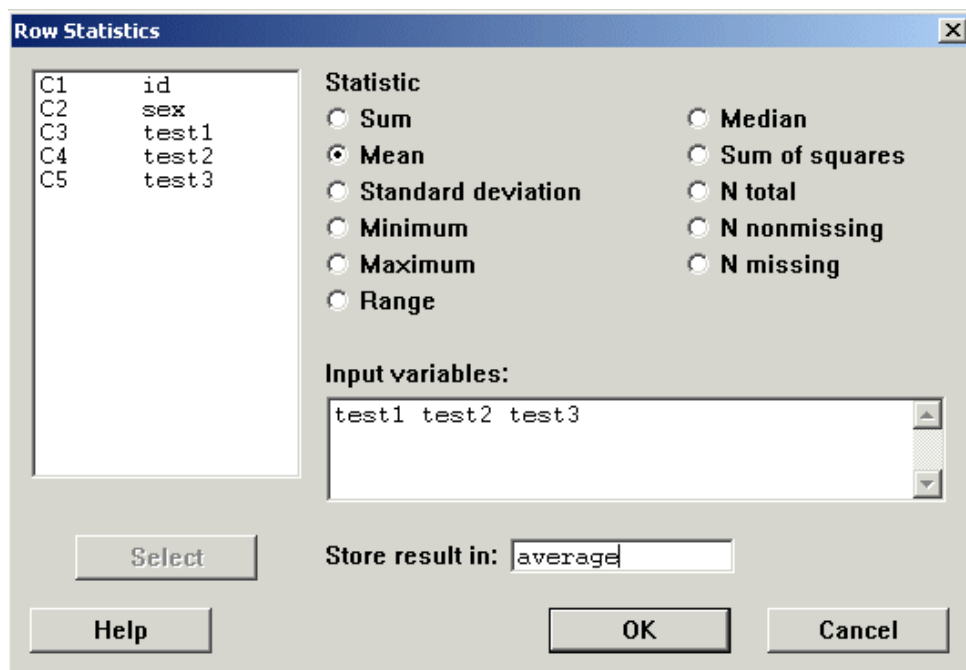 Row Statistics
C1 id
C2 sex
C3 test1
C4 test2
C5 test3
Statistic
Sum
Mean
Standard deviation
Minimum
Maximum
Range
Median
Sum of squares
N total
N nonmissing
N missing
Input variables:
test1 test2 test3
Select
Store result in: average
Help
OK
Cancel